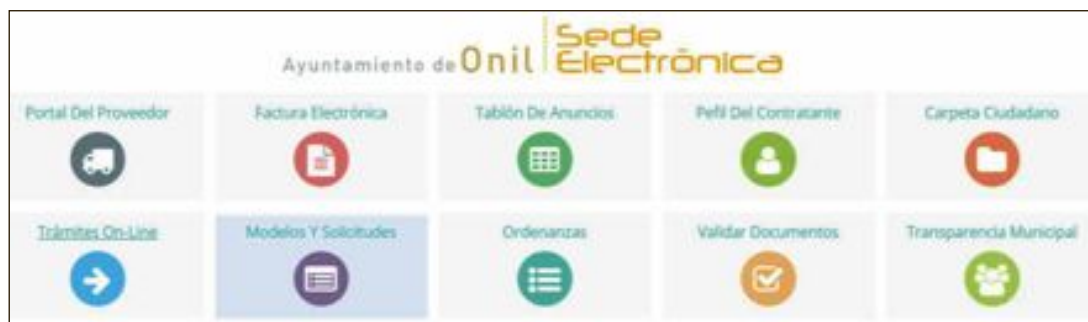 Ayuntamiento de Onil
Sede
Electrónica
Portal Del Proveedor
Factura Electrónica
Tablón De Anuncios
Pefil Del Contratante
Carpeta Ciudadano
Trámites On-Line
Modelos Y Solicitudes
Ordenanzas
Validar Documentos
Transparencia Municipal